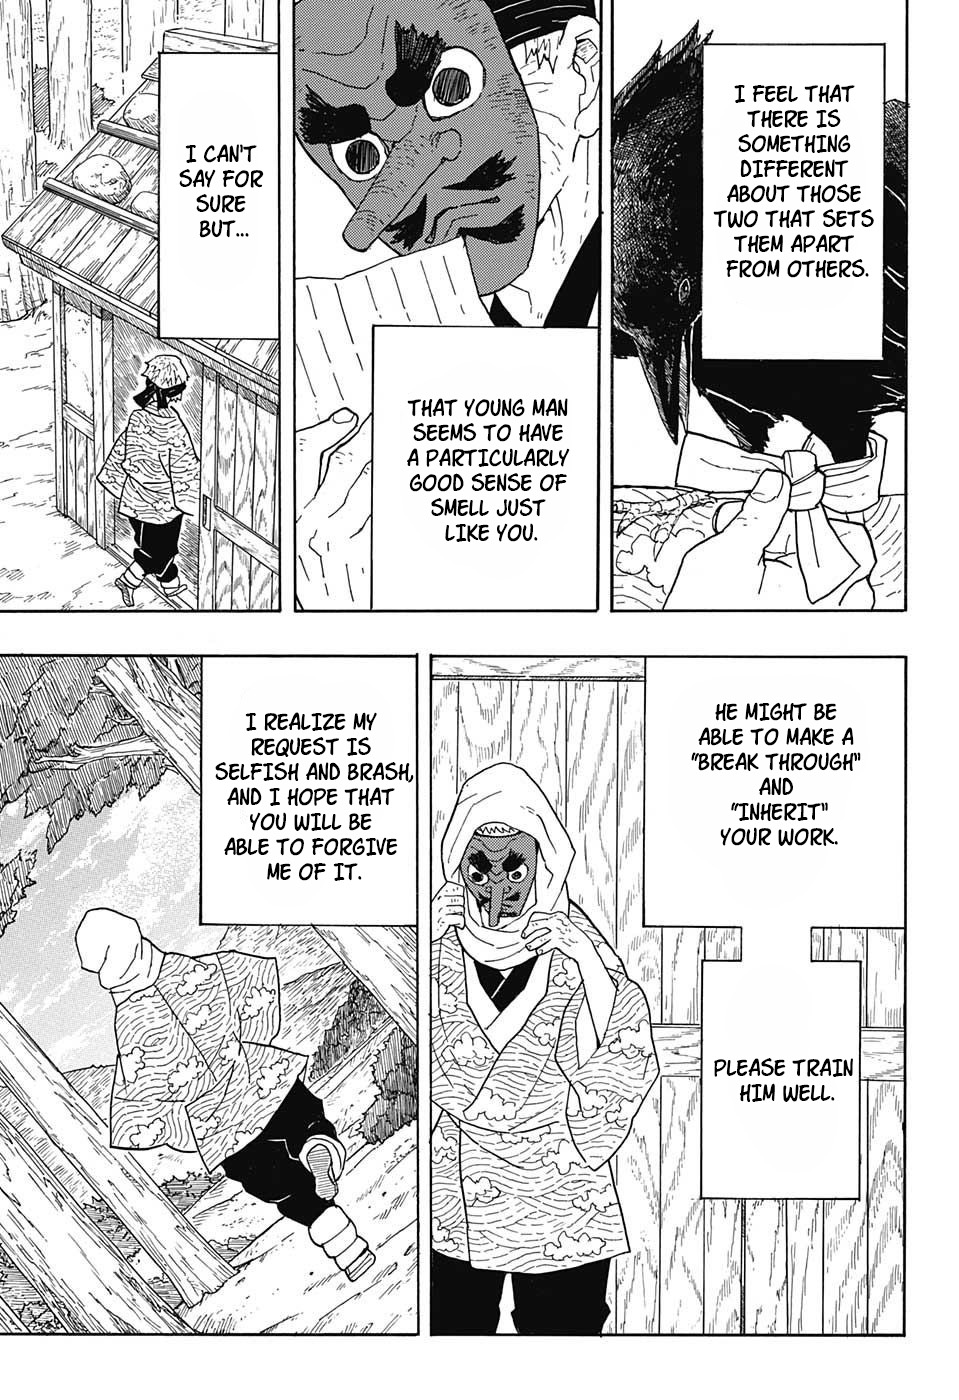 I FEEL THAT
THERE IS
SOMETHING
DIFFERENT
ABOUT THOSE
TWO THAT SETS
THEM APART
FROM OTHERS.
THAT YOUNG MAN
SEEMS TO HAVE
A PARTICULARLY
GOOD SENSE OF
SMELL JUST
LIKE YOU.
I CAN'T
SAY FOR
SURE
BUT...
HE MIGHT BE
ABLE TO MAKE A
"BREAK THROUGH"
AND
"INHERIT"
YOUR WORK.
PLEASE TRAIN
HIM WELL.
I REALIZE MY
REQUEST IS
SELFISH AND BRASH,
AND I HOPE THAT
YOU WILL BE
ABLE TO FORGIVE
ME OF IT.